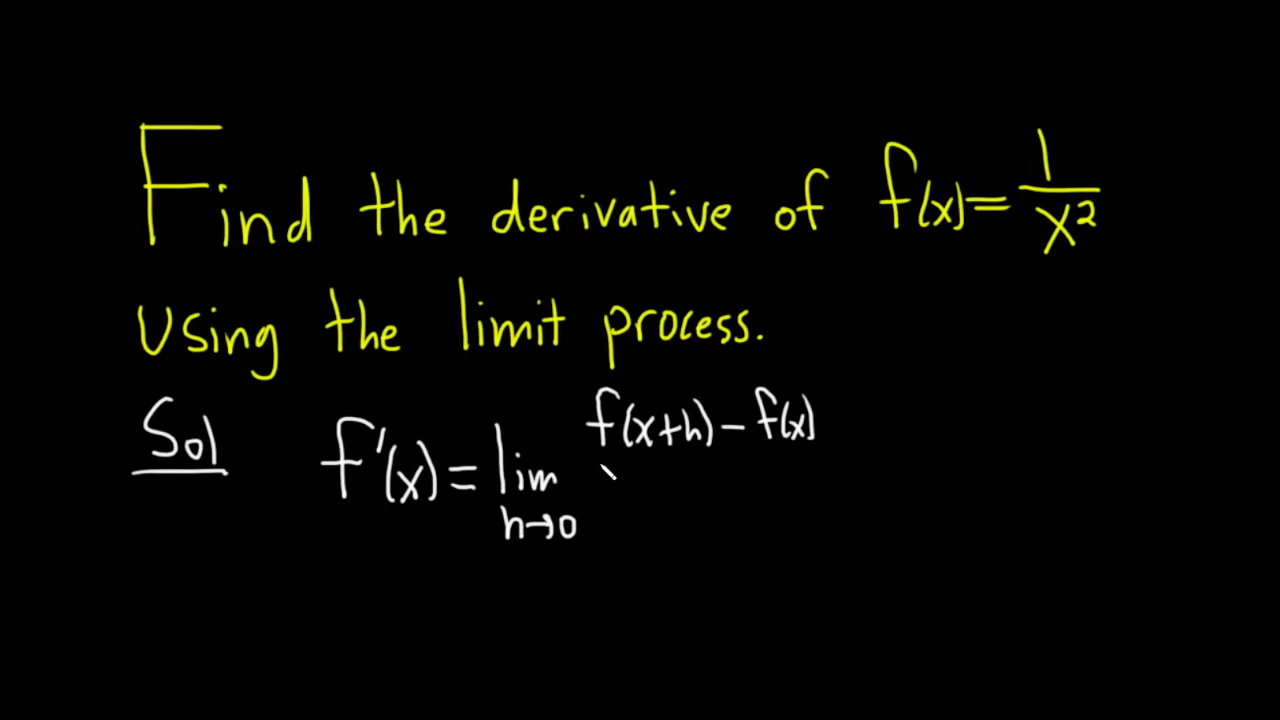 Find the derivative of f(x)=1/x²
Using the limit process.
Sol f'(x)=lim h→0 f(x+h)-f(x)